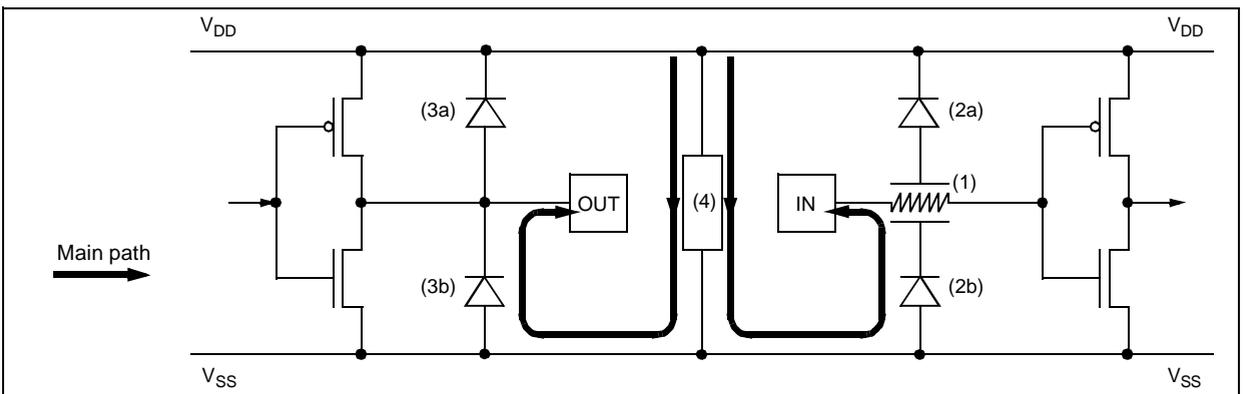 VDD VDD
(3a) (2a)
(1)
OUT (4) IN
Main path
(3b) (2b)
VSS VSS